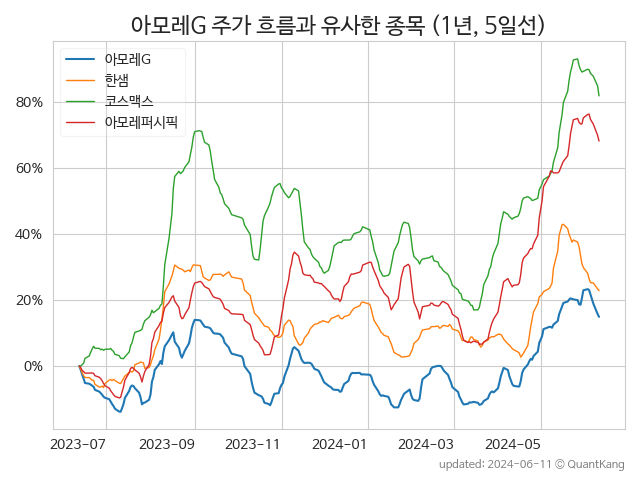 아모레G 주가 흐름과 유사한 종목 (1년, 5일선)
아모레G
한샘
코스맥스
아모레퍼시픽
80%
60%
40%
20%
0%
2023-07 2023-09 2023-11 2024-01 2024-03 2024-05
updated: 2024-06-11 © QuantKang